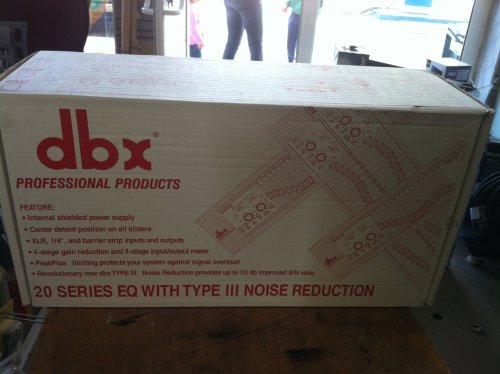 dbx®
PROFESSIONAL PRODUCTS
FEATURE:
• Internal shielded power supply
• Center detent position on all sliders
• XLR, 1/4", and barrier strip inputs and outputs
• 4-stage gain reduction and 4-stage input/output meter
• PeakPlus limiting protects your system against signal overload
• Revolutionary new dbx TYPE III Noise Reduction provides up to 20 db improved S/N ratia
20 SERIES EQ WITH TYPE III NOISE REDUCTION